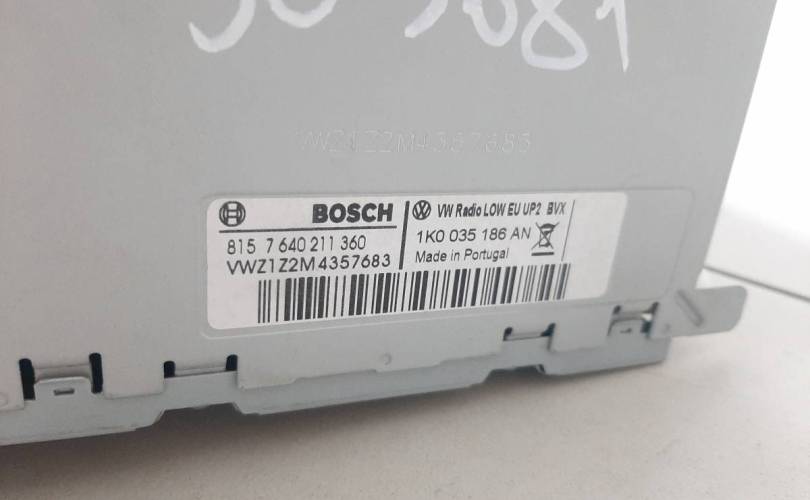 VWZ1Z2M4357683
BOSCH
815 7 640 211 360
VWZ1Z2M4357683
VW Radio LOW EU UP2 BVX
1K0 035 186 AN
Made in Portugal